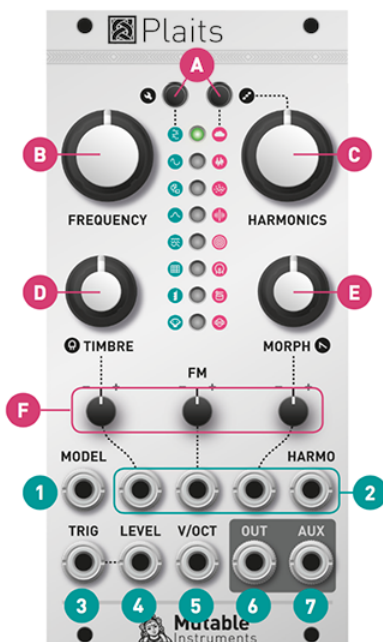 Plaits
A
B
C
FREQUENCY
HARMONICS
D
E
TIMBRE
MORPH
FM
F
- + - + - +
MODEL
HARMO
1
2
TRIG
LEVEL
V/OCT
OUT
AUX
3
4
5
6
7
Mutable
Instruments